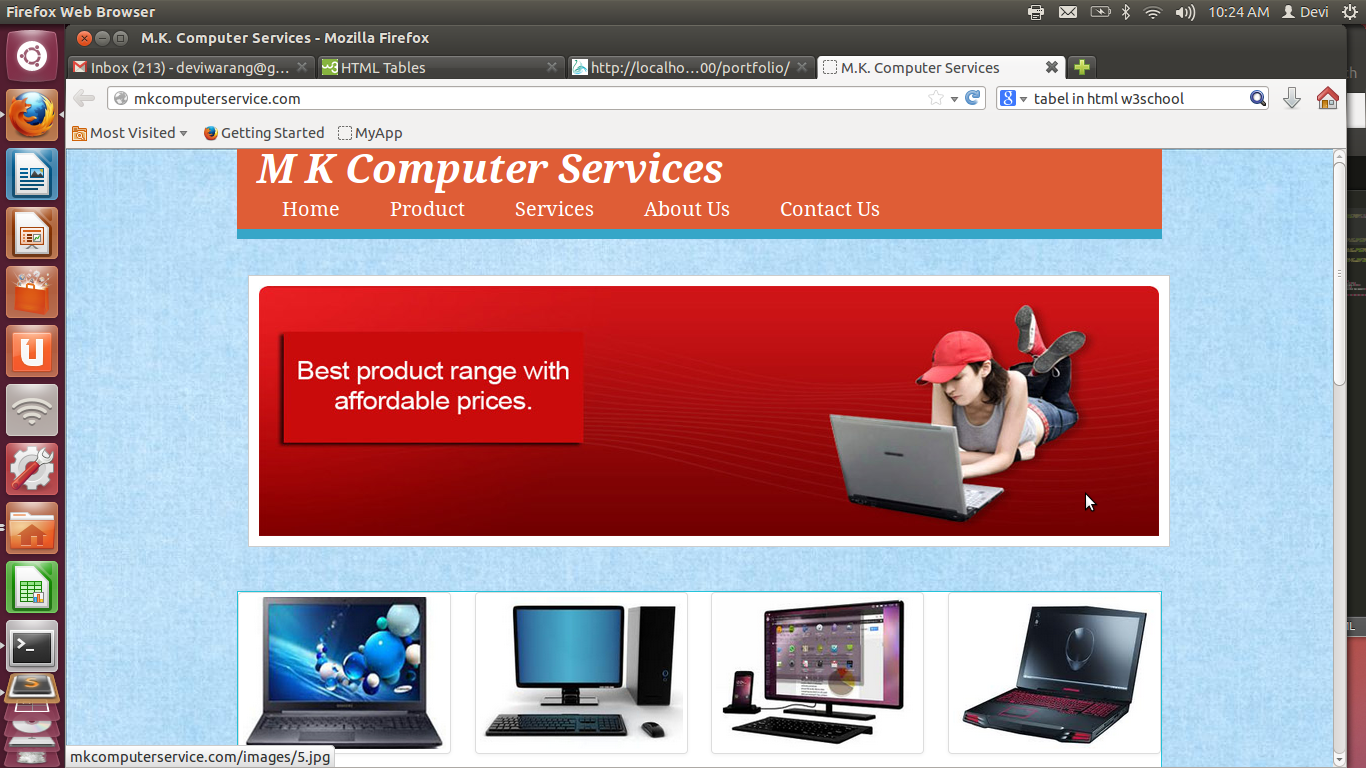 Firefox Web Browser
10:24 AM
Devi
M.K. Computer Services - Mozilla Firefox
Inbox (213) - deviwarang@g...
HTML Tables
http://localho...00/portfolio/
M.K. Computer Services
mkcomputerservice.com
tabel in html w3school
Most Visited
Getting Started
MyApp
M K Computer Services
Home
Product
Services
About Us
Contact Us
Best product range with
affordable prices.
mkcomputerservice.com/images/5.jpg